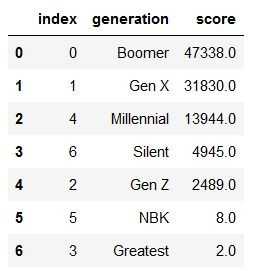 index generation score
0 0 Boomer 47338.0
1 1 Gen X 31830.0
2 4 Millennial 13944.0
3 6 Silent 4945.0
4 2 Gen Z 2489.0
5 5 NBK 8.0
6 3 Greatest 2.0